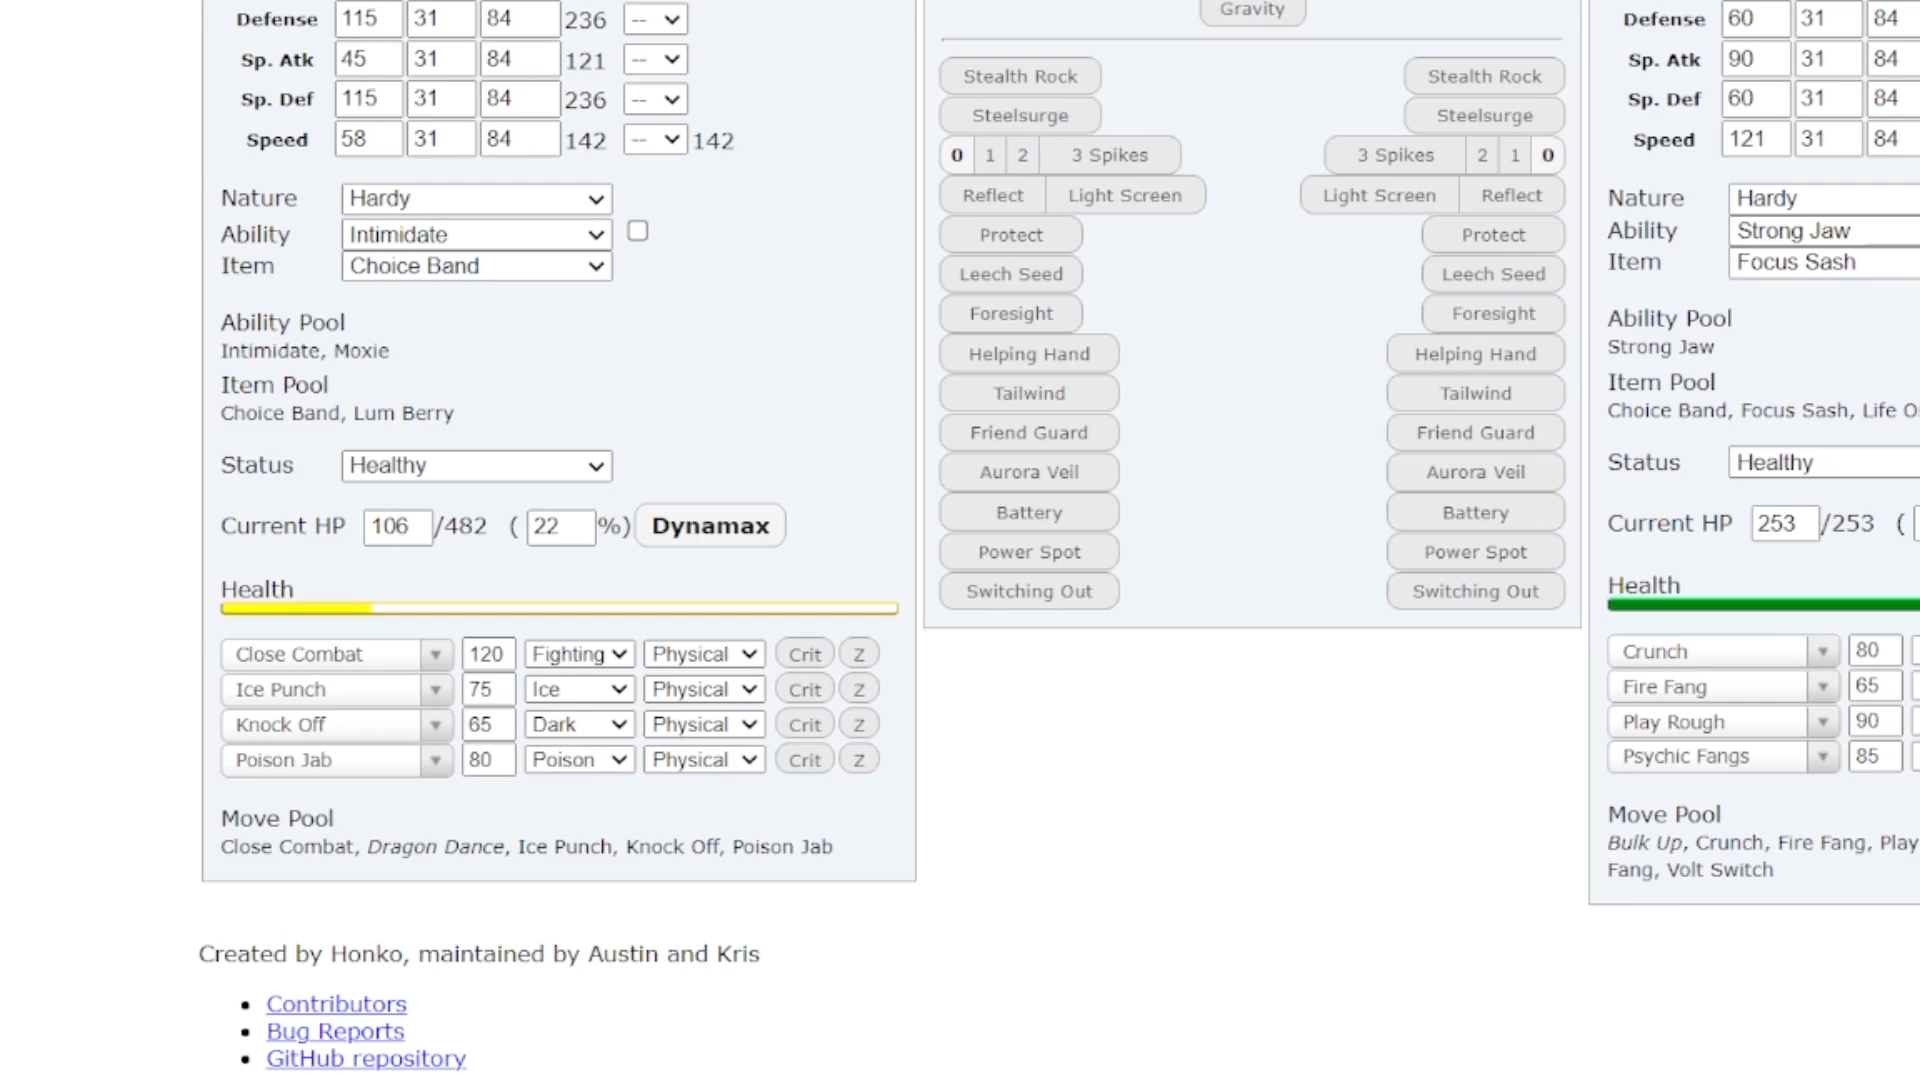 Defense 115 31 84 236 --
Sp. Atk 45 31 84 121 --
Sp. Def 115 31 84 236 --
Speed 58 31 84 142 -- 142
Nature Hardy
Ability Intimidate
Item Choice Band
Ability Pool
Intimidate, Moxie
Item Pool
Choice Band, Lum Berry
Status Healthy
Current HP 106 /482 ( 22 %) Dynamax
Health
Close Combat 120 Fighting Physical Crit Z
Ice Punch 75 Ice Physical Crit Z
Knock Off 65 Dark Physical Crit Z
Poison Jab 80 Poison Physical Crit Z
Move Pool
Close Combat, Dragon Dance, Ice Punch, Knock Off, Poison Jab
Gravity
Stealth Rock Stealth Rock
Steelsurge Steelsurge
0 1 2 3 Spikes 3 Spikes 2 1 0
Reflect Light Screen Light Screen Reflect
Protect Protect
Leech Seed Leech Seed
Foresight Foresight
Helping Hand Helping Hand
Tailwind Tailwind
Friend Guard Friend Guard
Aurora Veil Aurora Veil
Battery Battery
Power Spot Power Spot
Switching Out Switching Out
Defense 60 31 84
Sp. Atk 90 31 84
Sp. Def 60 31 84
Speed 121 31 84
Nature Hardy
Ability Strong Jaw
Item Focus Sash
Ability Pool
Strong Jaw
Item Pool
Choice Band, Focus Sash, Life
Status Healthy
Current HP 253 /253 (
Health
Crunch 80
Fire Fang 65
Play Rough 90
Psychic Fangs 85
Move Pool
Bulk Up, Crunch, Fire Fang, Play
Fang, Volt Switch
Created by Honko, maintained by Austin and Kris
• Contributors
• Bug Reports
• GitHub repository